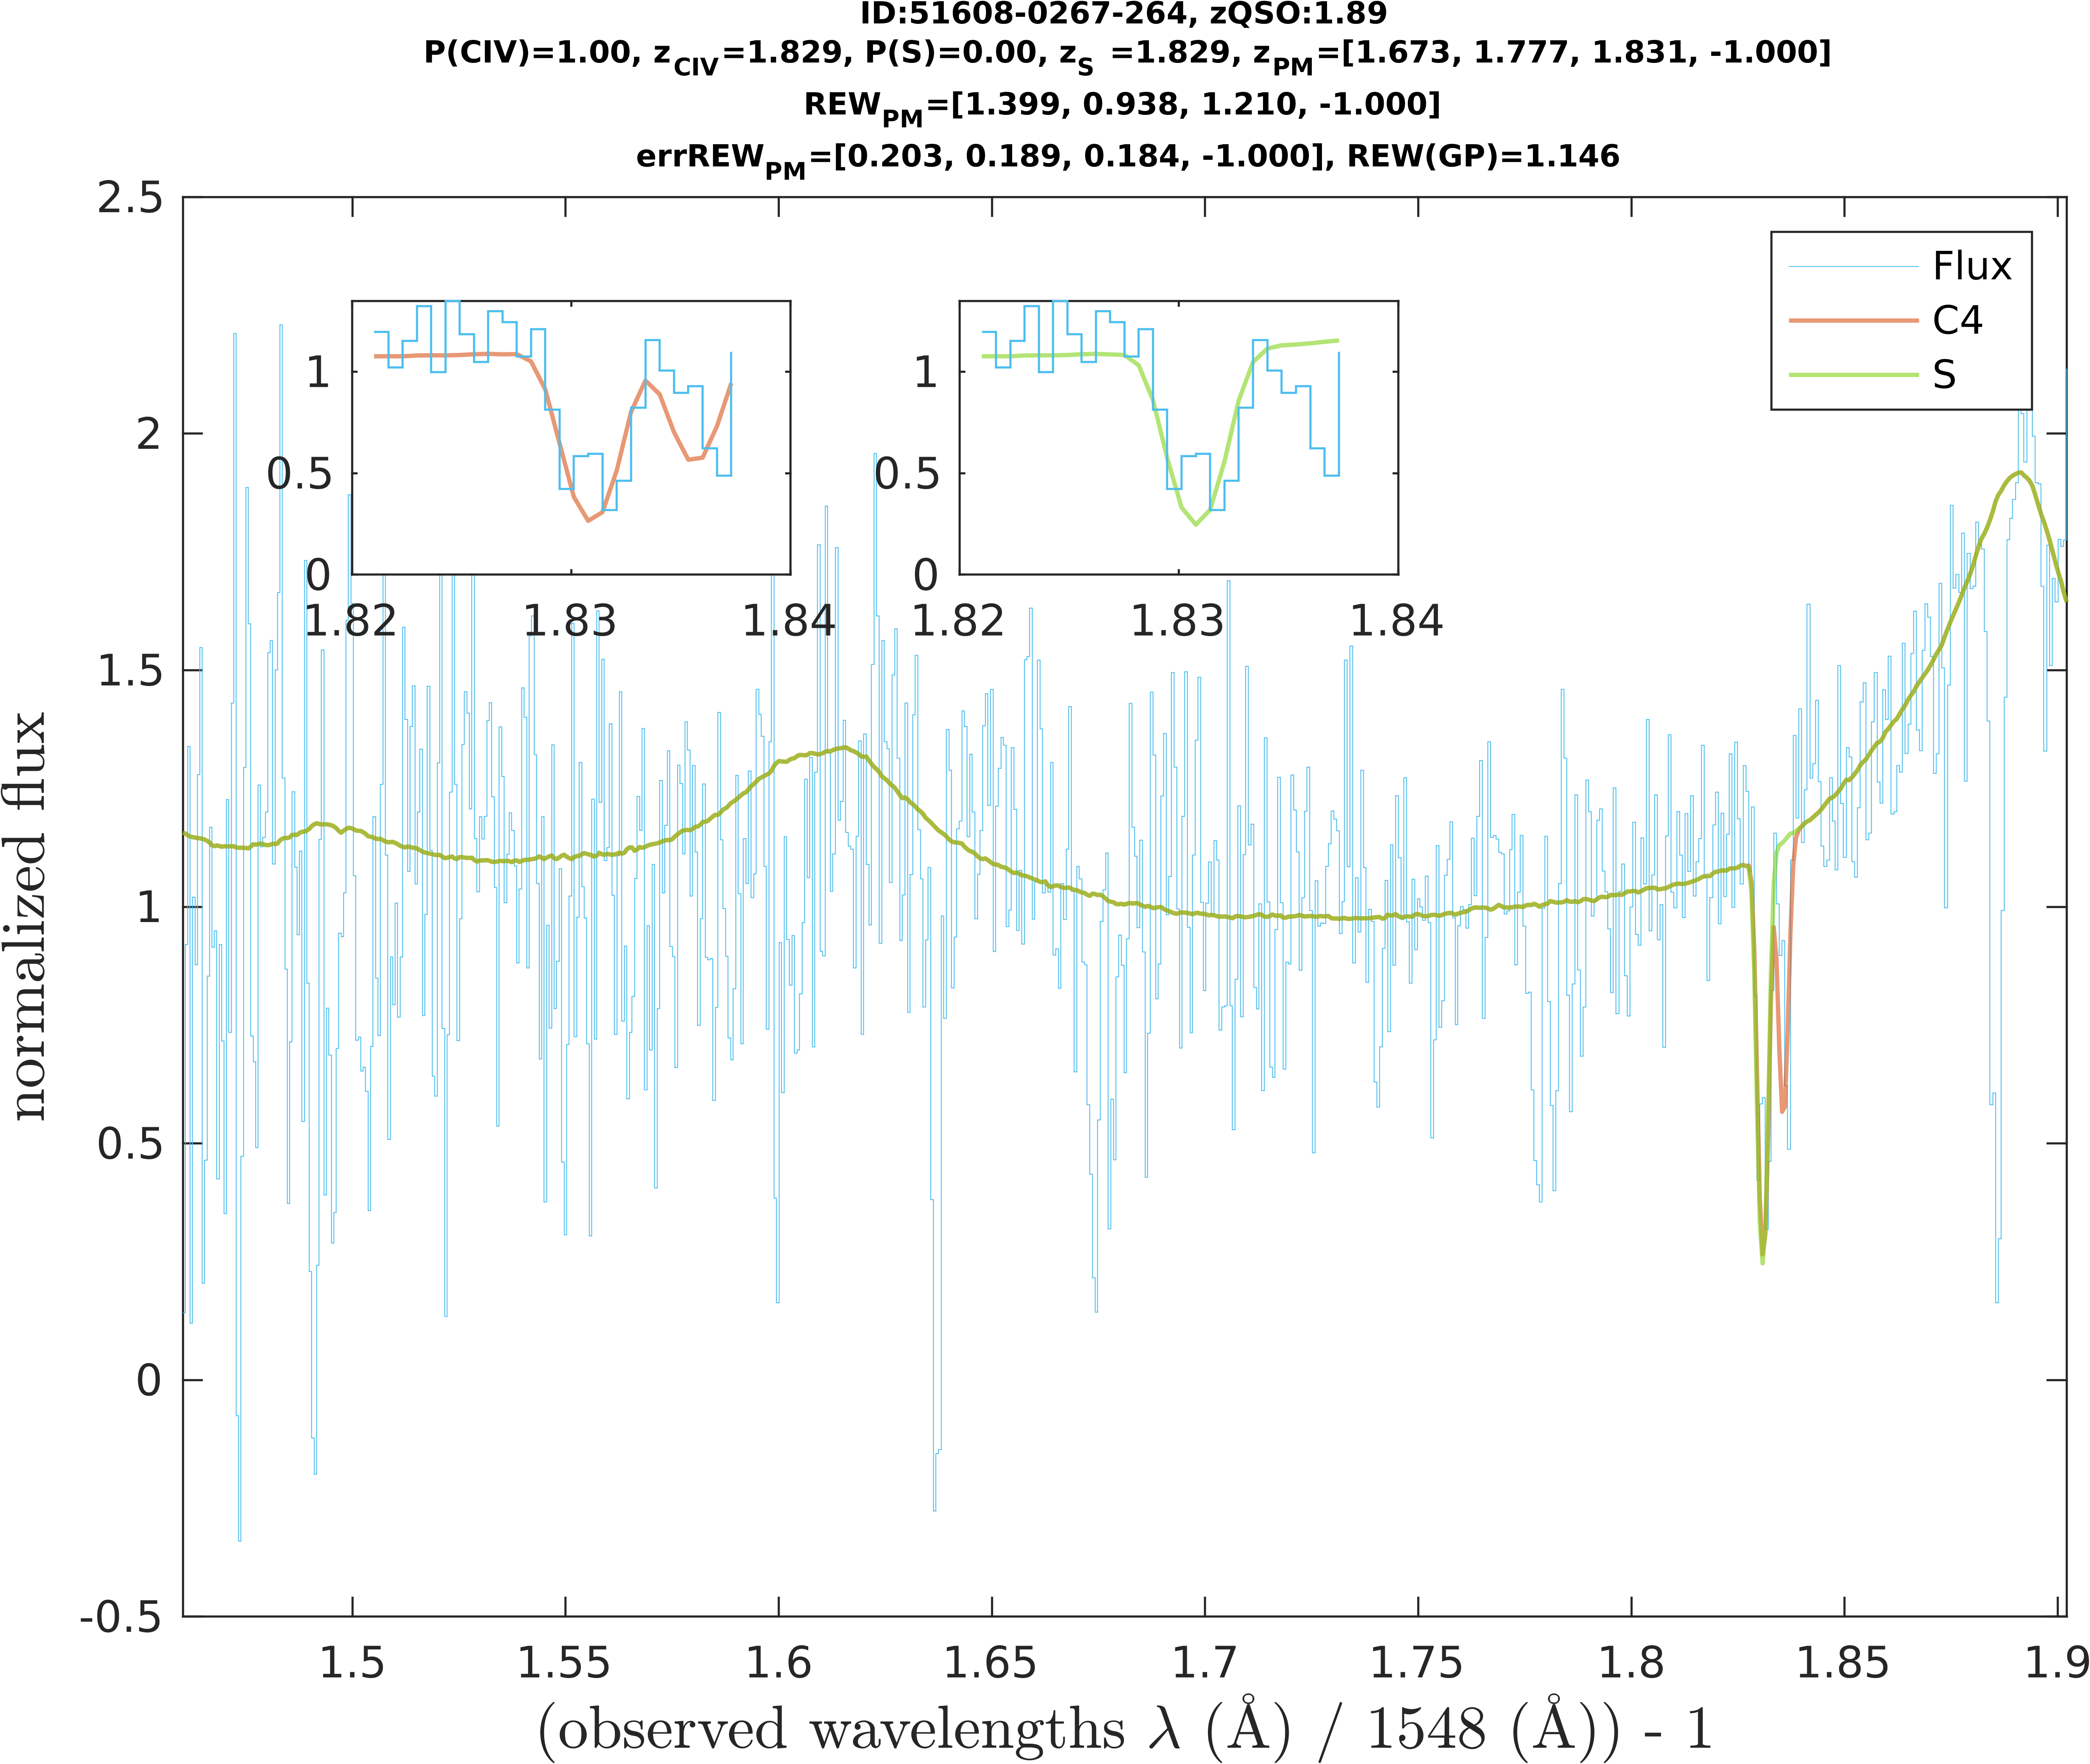 ID:51608-0267-264, zQSO:1.89
P(CIV)=1.00, zCIV=1.829, P(S)=0.00, zS =1.829, zPM=[1.673, 1.777, 1.831, -1.000]
REWPM=[1.399, 0.938, 1.210, -1.000]
errREWPM=[0.203, 0.189, 0.184, -1.000], REW(GP)=1.146
2.5
2
1.5
1
0.5
0
-0.5
normalized flux
1
0.5
0
1.82 1.83 1.84
1
0.5
0
1.82 1.83 1.84
Flux
C4
S
1.5 1.55 1.6 1.65 1.7 1.75 1.8 1.85 1.9
(observed wavelengths λ (Å) / 1548 (Å)) - 1